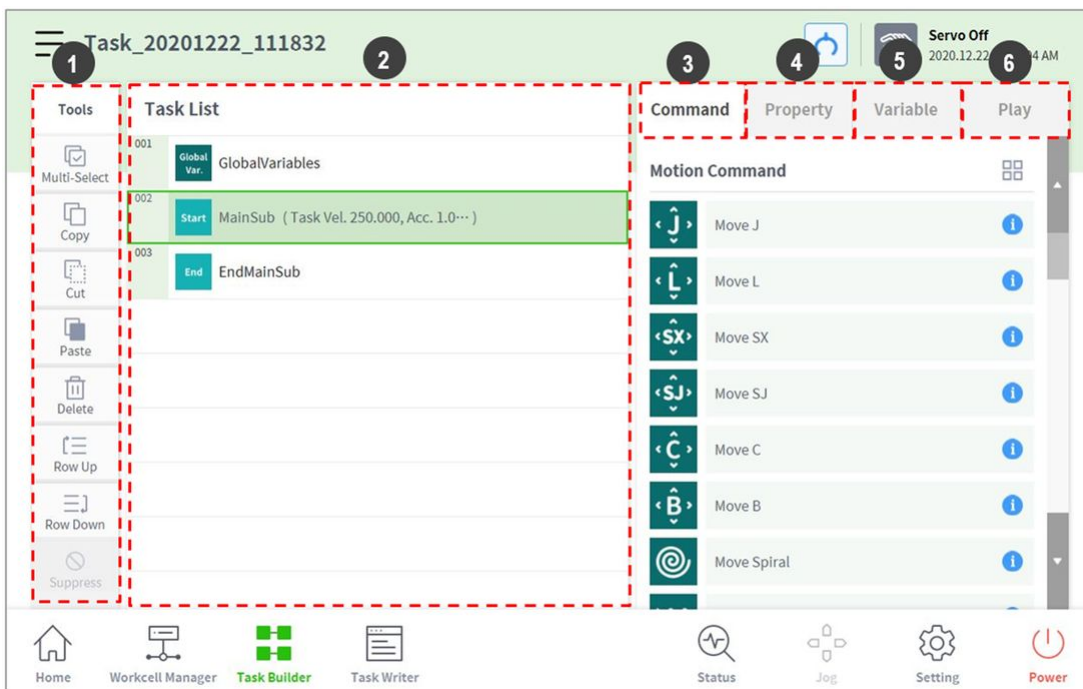 Task_20201222_111832
Servo Off
2020.12.22
04 AM
1
2
3
4
5
6
Tools
Task List
Command
Property
Variable
Play
Multi-Select
Copy
Cut
Paste
Delete
Row Up
Row Down
Suppress
001
Global Var.
GlobalVariables
002
Start
MainSub ( Task Vel. 250.000, Acc. 1.0⋯ )
003
End
EndMainSub
Motion Command
J
Move J
L
Move L
SX
Move SX
SJ
Move SJ
C
Move C
B
Move B
Move Spiral
Home
Workcell Manager
Task Builder
Task Writer
Status
Jog
Setting
Power